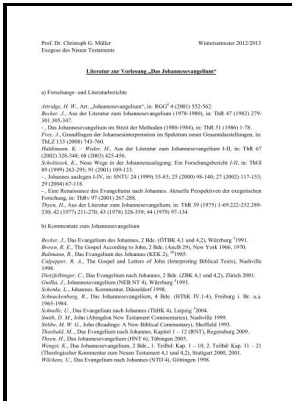 Prof. Dr. Christoph G. Müller Wintersemester 2012/2013
Exegese des Neuen Testaments
Literatur zur Vorlesung „Das Johannesevangelium“
a) Forschungs- und Literaturberichte
Attridge, H. W., Art. „Johannesevangelium“, in: RGG⁴ 4 (2001) 552-562.
Becker, J., Aus der Literatur zum Johannesevangelium (1978-1980), in: ThR 47 (1982) 279-
301.305-347.
- , Das Johannesevangelium im Streit der Methoden (1980-1984), in: ThR 51 (1986) 1-78.
Frey, J., Grundfragen der Johannesinterpretation im Spektrum neuer Gesamtdarstellungen, in:
ThLZ 133 (2008) 743-760.
Haldimann, K. - Weder, H., Aus der Literatur zum Johannesevangelium I-II, in: ThR 67
(2002) 328-348; 68 (2003) 425-456.
Scholtissek, K., Neue Wege in der Johannesauslegung. Ein Forschungsbericht I-II, in: ThGl
89 (1999) 263-295; 91 (2001) 109-133.
- , Johannes auslegen I-IV, in: SNTU 24 (1999) 35-83; 25 (2000) 98-140; 27 (2002) 117-153;
29 (2004) 67-118.
- , Eine Renaissance des Evangeliums nach Johannes. Aktuelle Perspektiven der exegetischen
Forschung, in: ThRv 97 (2001) 267-288.
Thyen, H., Aus der Literatur zum Johannesevangelium, in: ThR 39 (1975) 1-69.222-252.289-
330; 42 (1977) 211-270; 43 (1978) 328-359; 44 (1979) 97-134.
b) Kommentare zum Johannesevangelium
Becker, J., Das Evangelium des Johannes, 2 Bde. (ÖTBK 4,1 und 4,2), Würzburg ³1991.
Brown, R. E., The Gospel According to John, 2 Bde. (AncB 29), New York 1966, 1970.
Bultmann, R., Das Evangelium des Johannes (KEK 2), ²⁰1985.
Culpepper, R. A., The Gospel and Letters of John (Interpreting Biblical Texts), Nashville
1998.
Dietzfelbinger, C., Das Evangelium nach Johannes, 2 Bde. (ZBK 4,1 und 4,2), Zürich 2001.
Gnilka, J., Johannesevangelium (NEB.NT 4), Würzburg ⁴1993.
Schenke, L., Johannes. Kommentar, Düsseldorf 1998.
Schnackenburg, R., Das Johannesevangelium, 4 Bde. (HThK IV.1-4), Freiburg i. Br. u.a.
1965-1984.
Schnelle, U., Das Evangelium nach Johannes (ThHK 4), Leipzig ³2004.
Smith, D. M., John (Abingdon New Testament Commentaries), Nashville 1999.
Stibbe, M. W. G., John (Readings: A New Biblical Commentary), Sheffield 1993.
Theobald, M., Das Evangelium nach Johannes. Kapitel 1 – 12 (RNT), Regensburg 2009.
Thyen, H., Das Johannesevangelium (HNT 6), Tübingen 2005.
Wengst, K., Das Johannesevangelium, 2 Bde., 1. Teilbd: Kap. 1 – 10, 2. Teilbd: Kap. 11 – 21
(Theologischer Kommentar zum Neuen Testament 4,1 und 4,2), Stuttgart 2000, 2001.
Wilckens, U., Das Evangelium nach Johannes (NTD 4), Göttingen 1998.